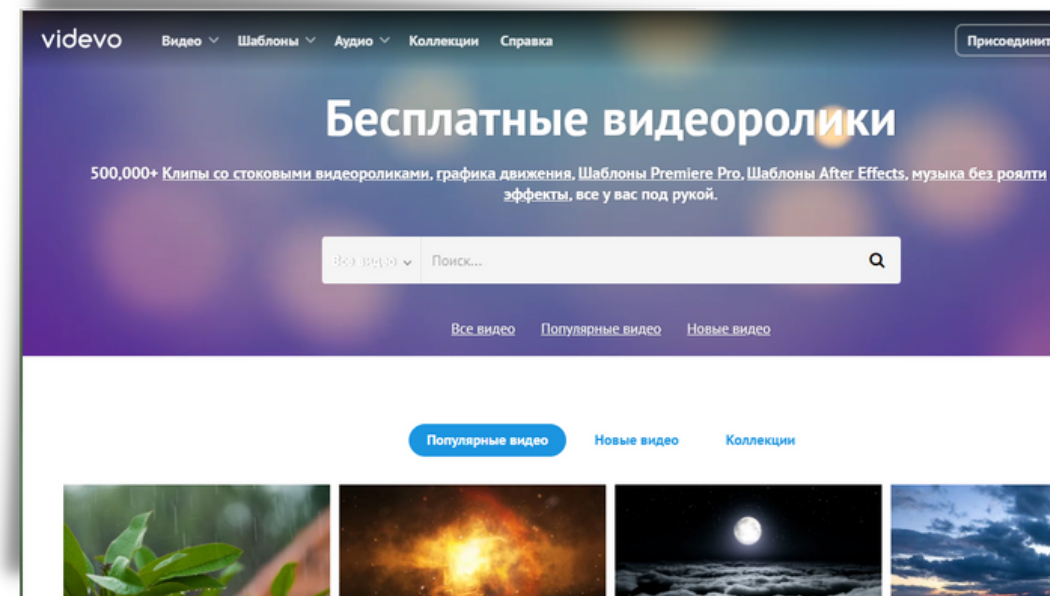 videvo Видео Шаблоны Аудио Коллекции Справка
Бесплатные видеоролики
500,000+ Клипы со стоковыми видеороликами, графика движения, Шаблоны Premiere Pro, Шаблоны After Effects, музыка без роялти
эффекты, все у вас под рукой.
Все видео Поиск...
Все видео Популярные видео Новые видео
Популярные видео Новые видео Коллекции